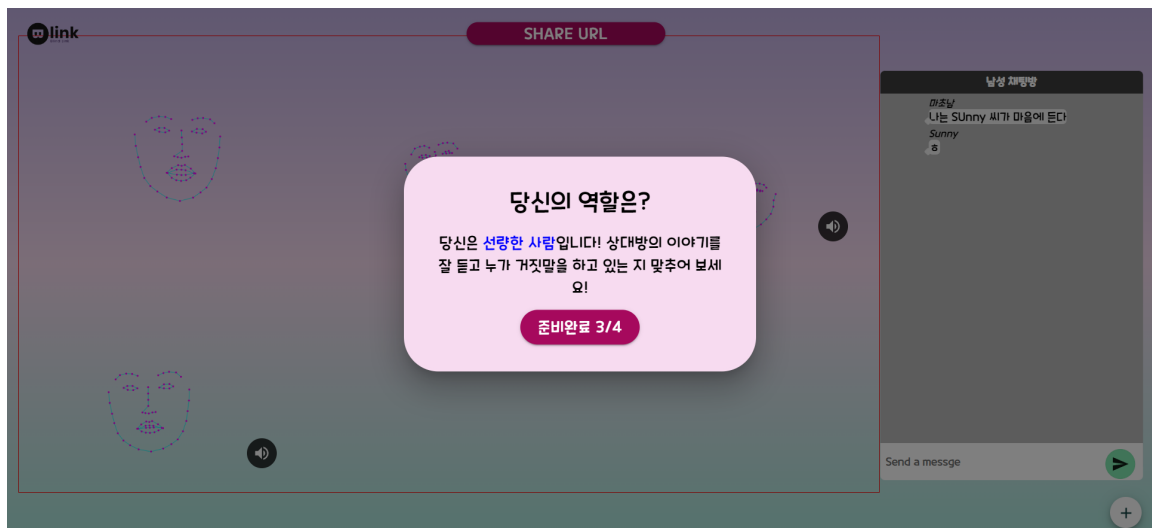 link
SHARE URL
남성 채팅방
마초남
나는 SUnny 씨가 마음에 든다
Sunny
ㅎ
당신의 역할은?
당신은 선량한 사람입니다! 상대방의 이야기를
잘 듣고 누가 거짓말을 하고 있는 지 맞추어 보세
요!
준비완료 3/4
Send a messge